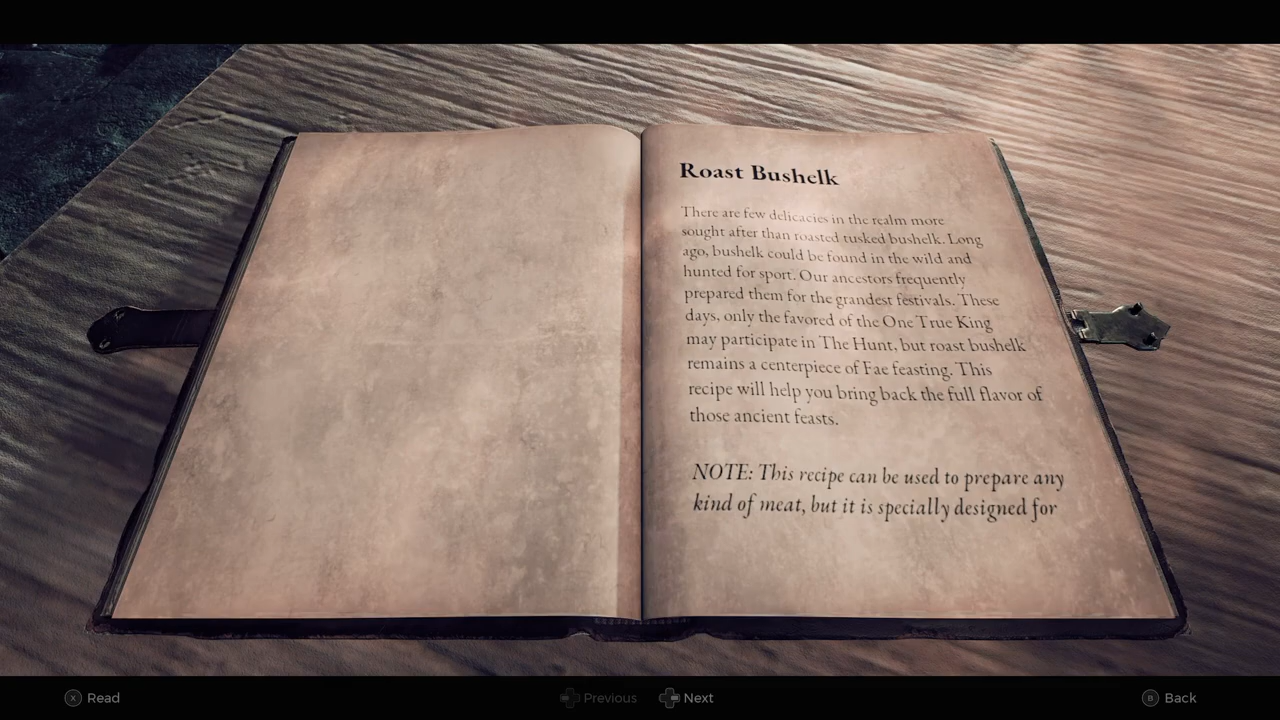 Roast Bushelk
There are few delicacies in the realm more
sought after than roasted tusked bushelk. Long
ago, bushelk could be found in the wild and
hunted for sport. Our ancestors frequently
prepared them for the grandest festivals. These
days, only the favored of the One True King
may participate in The Hunt, but roast bushelk
remains a centerpiece of Fae feasting. This
recipe will help you bring back the full flavor of
those ancient feasts.
NOTE: This recipe can be used to prepare any
kind of meat, but it is specially designed for
X Read
Previous
Next
B Back